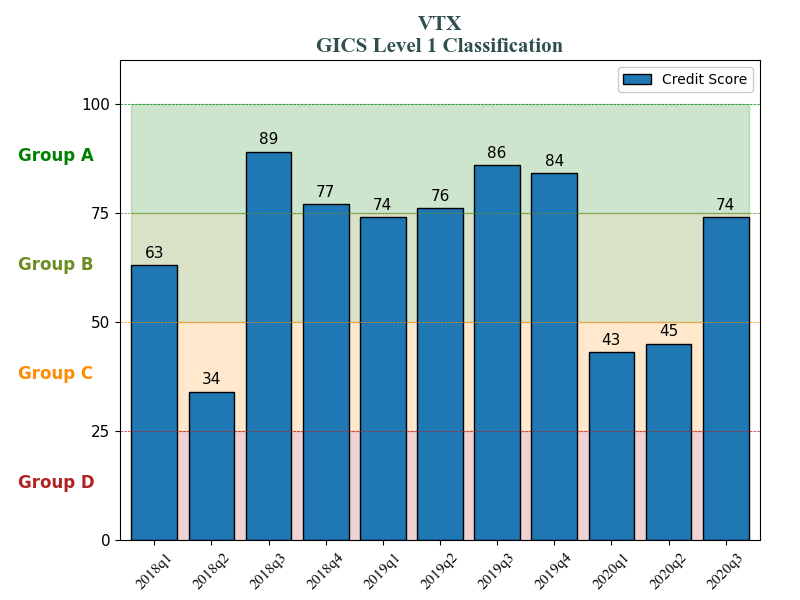 VTX
GICS Level 1 Classification
Credit Score
100
75
50
25
0
Group A
Group B
Group C
Group D
63
34
89
77
74
76
86
84
43
45
74
2018q1
2018q2
2018q3
2018q4
2019q1
2019q2
2019q3
2019q4
2020q1
2020q2
2020q3